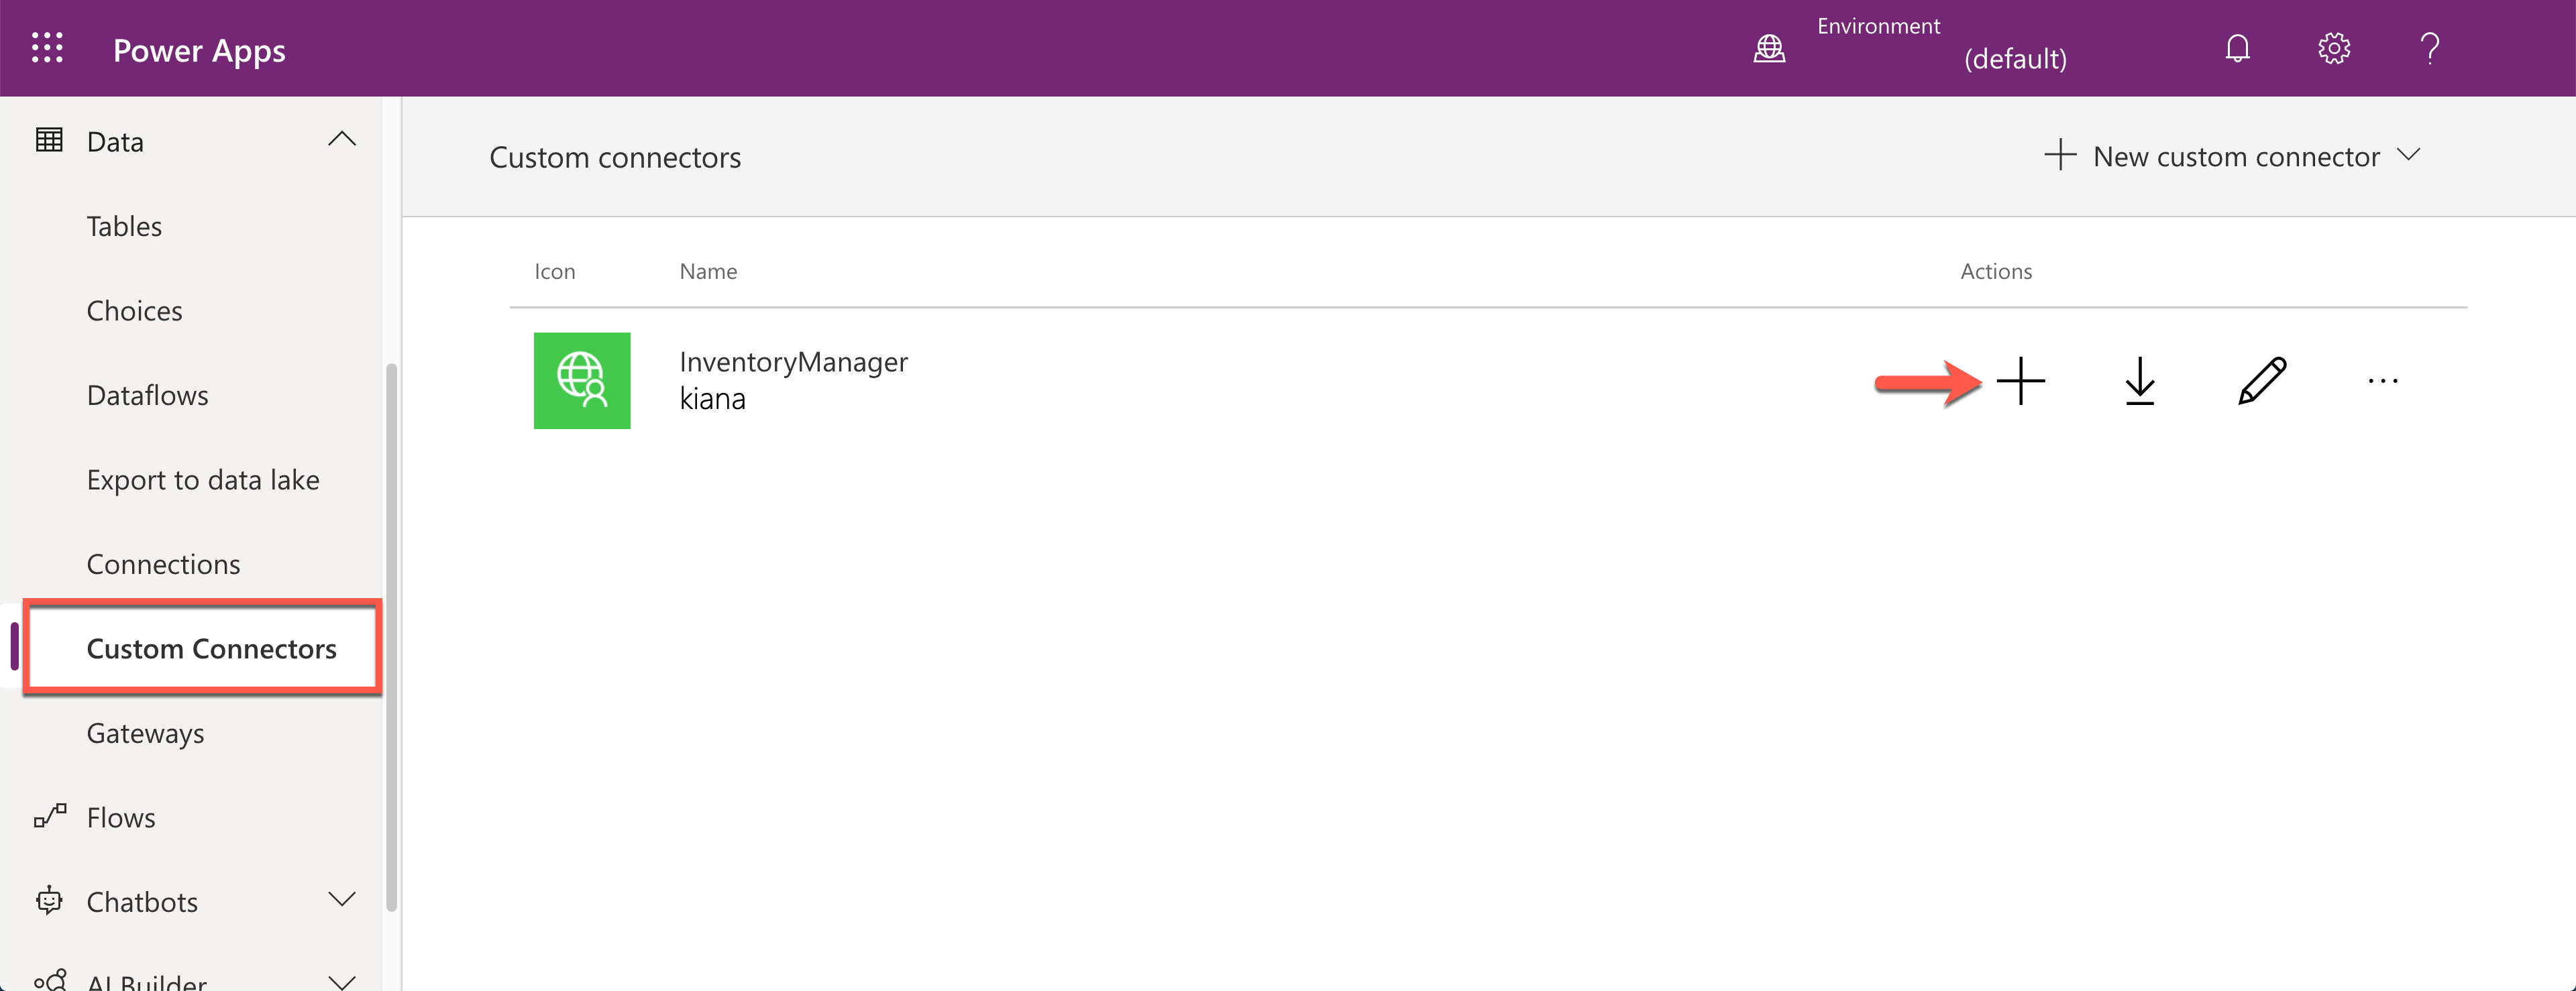 Power Apps
Environment
(default)
Data
Tables
Choices
Dataflows
Export to data lake
Connections
Custom Connectors
Gateways
Flows
Chatbots
AI Builder
Custom connectors
New custom connector
Icon Name Actions
InventoryManager
kiana